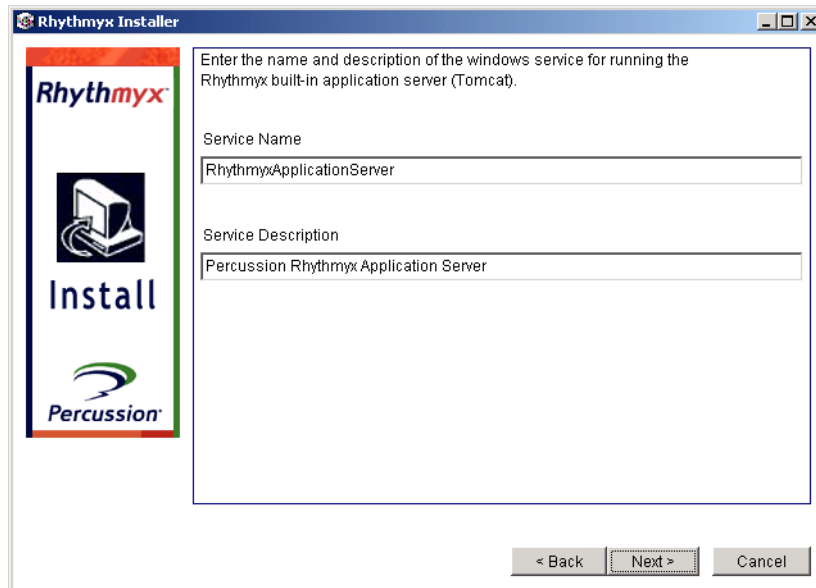 Rhythmyx Installer
Rhythmyx
Install
Percussion
Enter the name and description of the windows service for running the
Rhythmyx built-in application server (Tomcat).
Service Name
RhythmyxApplicationServer
Service Description
Percussion Rhythmyx Application Server
< Back
Next >
Cancel